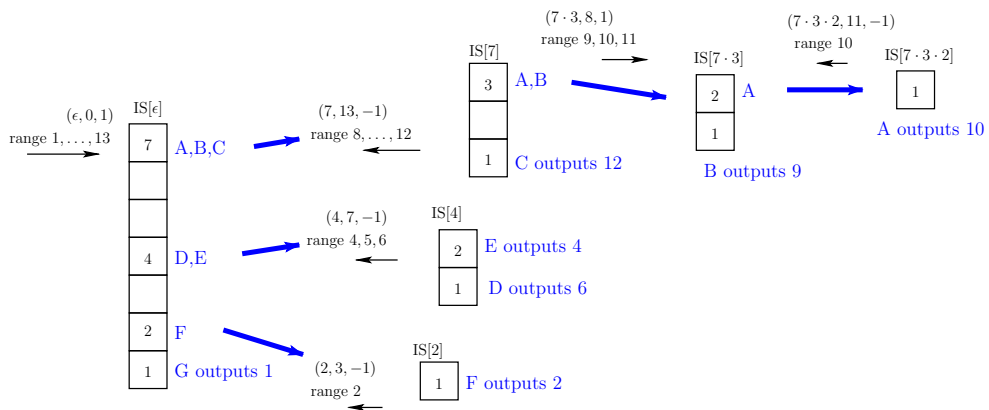 (ϵ, 0, 1)
range 1, . . . , 13
IS[ϵ]
7
A,B,C
4
D,E
2
F
1
G outputs 1
(7, 13, −1)
range 8, . . . , 12
IS[7]
3
A,B
1
C outputs 12
(7 · 3, 8, 1)
range 9, 10, 11
IS[7 · 3]
2
A
1
B outputs 9
(7 · 3 · 2, 11, −1)
range 10
IS[7 · 3 · 2]
1
A outputs 10
(4, 7, −1)
range 4, 5, 6
IS[4]
2
E outputs 4
1
D outputs 6
(2, 3, −1)
range 2
IS[2]
1
F outputs 2